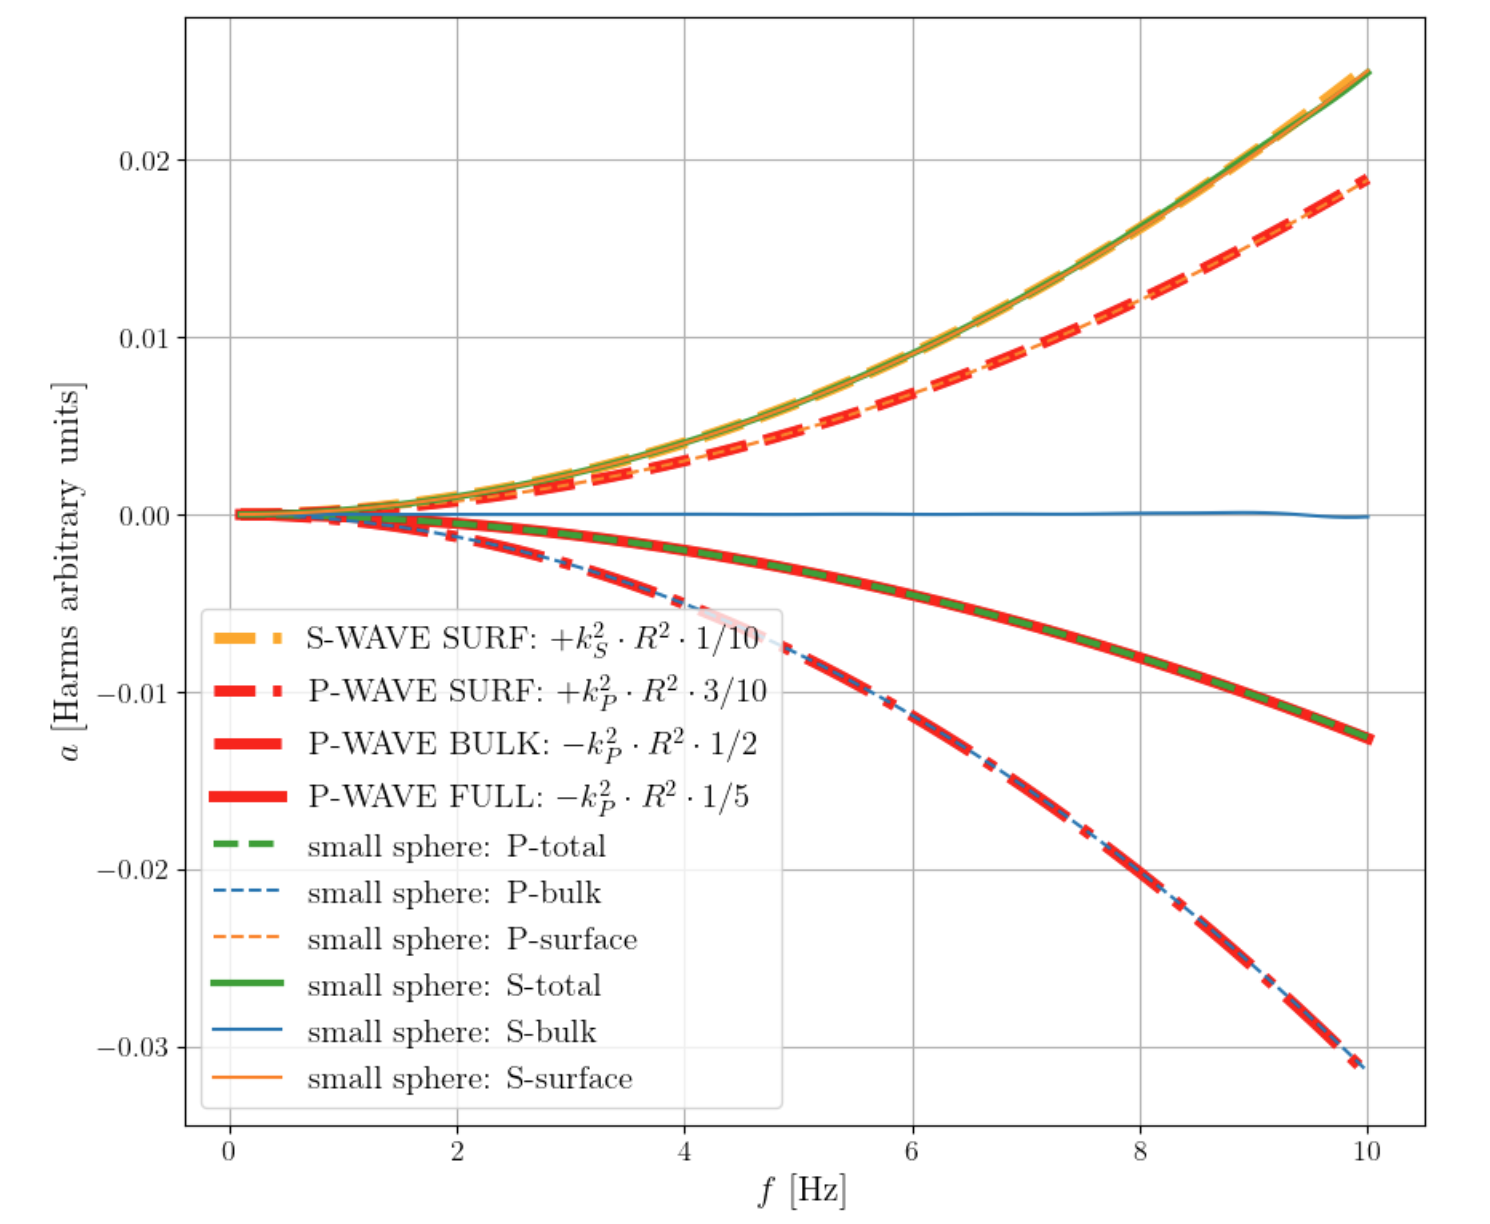 0.02
0.01
0.00
−0.01
−0.02
−0.03
a [Harms arbitrary units]
S-WAVE SURF: +k_S^2 · R^2 · 1/10
P-WAVE SURF: +k_P^2 · R^2 · 3/10
P-WAVE BULK: −k_P^2 · R^2 · 1/2
P-WAVE FULL: −k_P^2 · R^2 · 1/5
small sphere: P-total
small sphere: P-bulk
small sphere: P-surface
small sphere: S-total
small sphere: S-bulk
small sphere: S-surface
0 2 4 6 8 10
f [Hz]